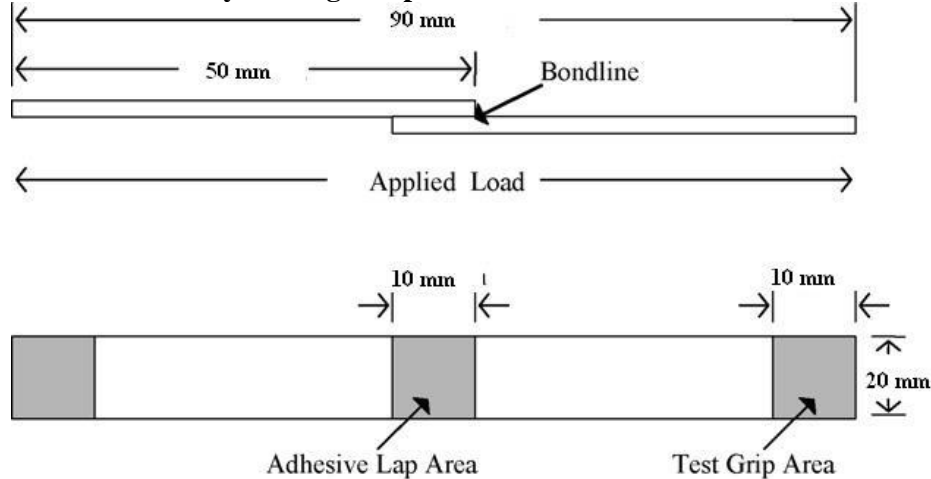 90 mm
50 mm
Bondline
Applied Load
10 mm
10 mm
20 mm
Adhesive Lap Area
Test Grip Area